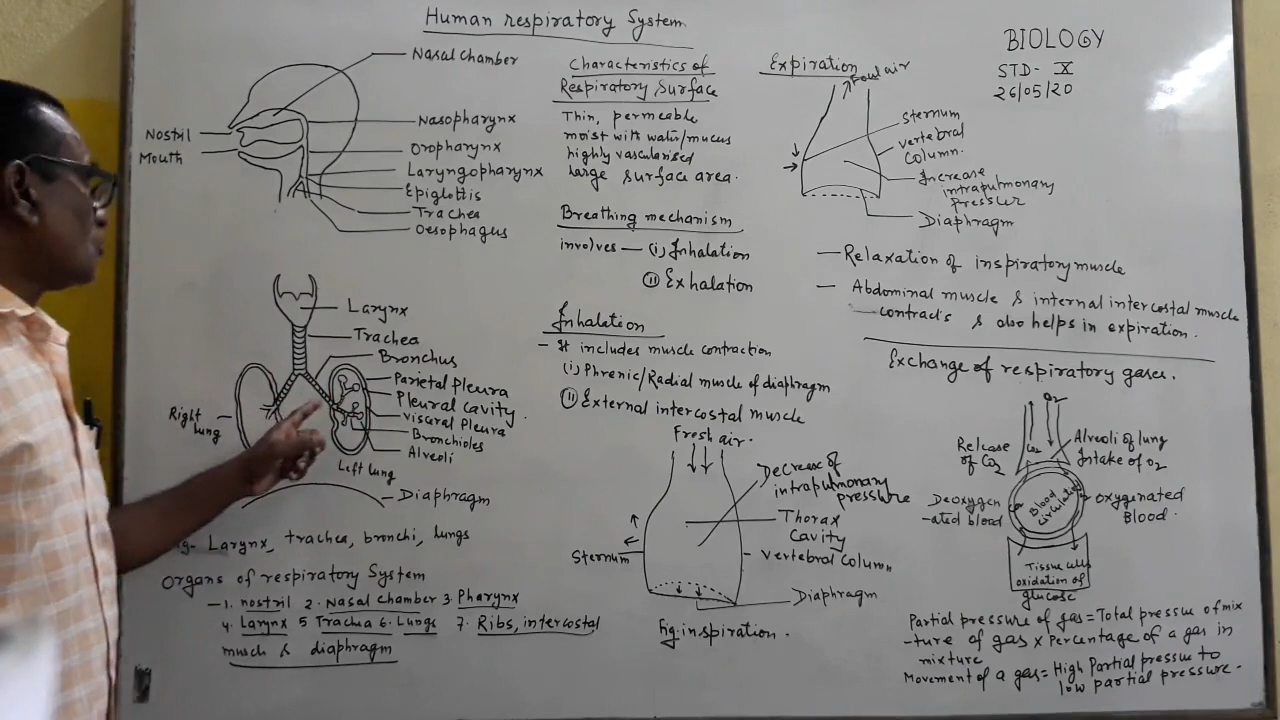 Human respiratory System
BIOLOGY
STD- X
26/05/20
Nasal chamber
Nostril
Mouth
Nasopharynx
Oropharynx
Laryngopharynx
Epiglottis
Trachea
Oesophagus
Larynx
Trachea
Bronchus
Parietal Pleura
Pleural cavity.
visceral Pleura
Bronchioles
Alveoli
Right lung
Left lung
Diaphragm
Larynx, trachea, bronchi, lungs
Organs of respiratory System
- 1. nostril 2. Nasal Chamber 3. Pharynx
4. Larynx 5 Trachea 6. Lungs 7. Ribs, intercostal
muscle & diaphragm
Characteristics of
Respiratory Surface
Thin, permeable
moist with water/mucus
highly vascularised
large surface area.
Breathing mechanism
involves — (i) Inhalation
(ii) Exhalation
Inhalation
- It includes muscle contraction
(i) Phrenic/Radial muscle of diaphragm
(ii) External intercostal muscle
Fresh air.
Decrease of
intrapulmonary
pressure
Thorax
Cavity
Sternum
Vertebral Column
Diaphragm
Fig. inspiration.
Expiration
Foul air
Sternum
vertebral
Column.
Increase
intrapulmonary
Diaphragm
— Relaxation of inspiratory muscle
— Abdominal muscle & internal intercostal muscle
contracts & also helps in expiration.
Exchange of respiratory gases.
O2
CO2
Release
of CO2
Alveoli of lung
Intake of O2
Deoxygen
-ated blood
Blood
circulation
oxygenated
Blood.
Tissue cells
oxidation of
glucose
Partial pressure of gas = Total pressue of mix
-ture of gas x Percentage of a gas in
mixture
Movement of a gas = High Partial pressue to
low partial pressure.